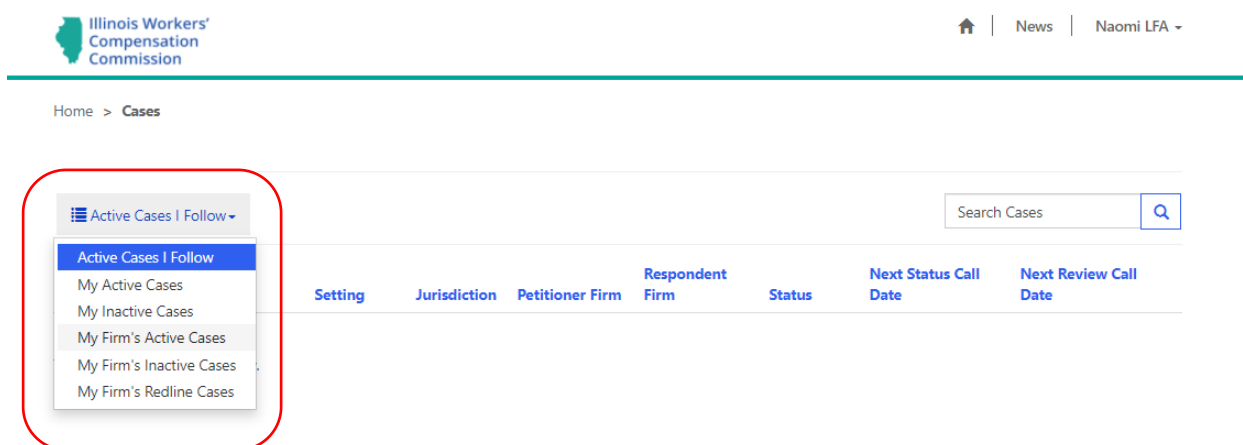 Illinois Workers'
Compensation
Commission
News
Naomi LFA
Home > Cases
Active Cases I Follow
Search Cases
Active Cases I Follow
My Active Cases
My Inactive Cases
My Firm's Active Cases
My Firm's Inactive Cases
My Firm's Redline Cases
Setting
Jurisdiction
Petitioner Firm
Respondent
Firm
Status
Next Status Call
Date
Next Review Call
Date